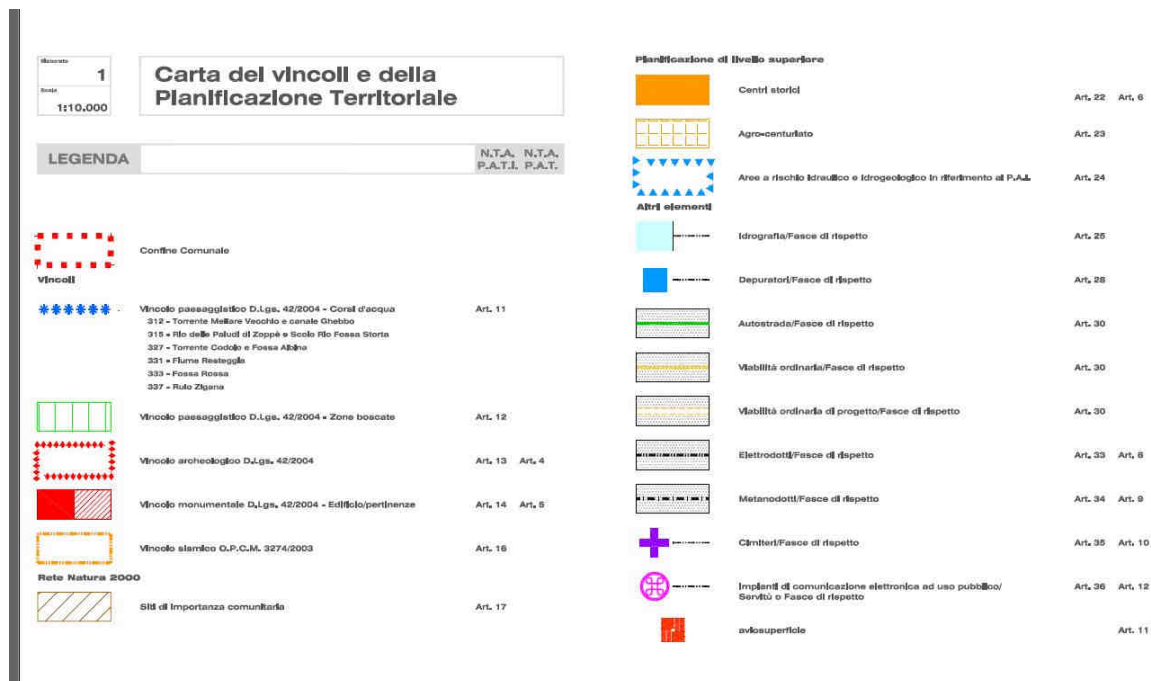 Elaborato
1
Scala
1:10.000
Carta dei vincoli e della
Pianificazione Territoriale
LEGENDA
N.T.A. N.T.A.
P.A.T.I. P.A.T.
Confine Comunale
Vincoli
Vincolo paesaggistico D.Lgs. 42/2004 - Corsi d'acqua Art. 11
312 - Torrente Meilare Vecchio e canale Ghebbo
315 - Rio delle Paludi di Zoppè e Scolo Rio Fossa Storta
327 - Torrente Codolo e Fossa Albina
331 - Fiume Resteggia
333 - Fossa Rossa
337 - Ruio Zigana
Vincolo paesaggistico D.Lgs. 42/2004 - Zone boscate Art. 12
Vincolo archeologico D.Lgs. 42/2004 Art. 13 Art. 4
Vincolo monumentale D.Lgs. 42/2004 - Edificio/pertinenze Art. 14 Art. 5
Vincolo sismico O.P.C.M. 3274/2003 Art. 16
Rete Natura 2000
Siti di importanza comunitaria Art. 17
Pianificazione di livello superiore
Centri storici Art. 22 Art. 6
Agro-centuriato Art. 23
Aree a rischio idraulico e idrogeologico in riferimento al P.A.I. Art. 24
Altri elementi
Idrografia/Fasce di rispetto Art. 25
Depuratori/Fasce di rispetto Art. 28
Autostrada/Fasce di rispetto Art. 30
Viabilità ordinaria/Fasce di rispetto Art. 30
Viabilità ordinaria di progetto/Fasce di rispetto Art. 30
Elettrodotti/Fasce di rispetto Art. 33 Art. 8
Metanodotti/Fasce di rispetto Art. 34 Art. 9
Cimiteri/Fasce di rispetto Art. 35 Art. 10
Impianti di comunicazione elettronica ad uso pubblico/ Art. 36 Art. 12
Servitù o Fasce di rispetto
aviosuperficie Art. 11